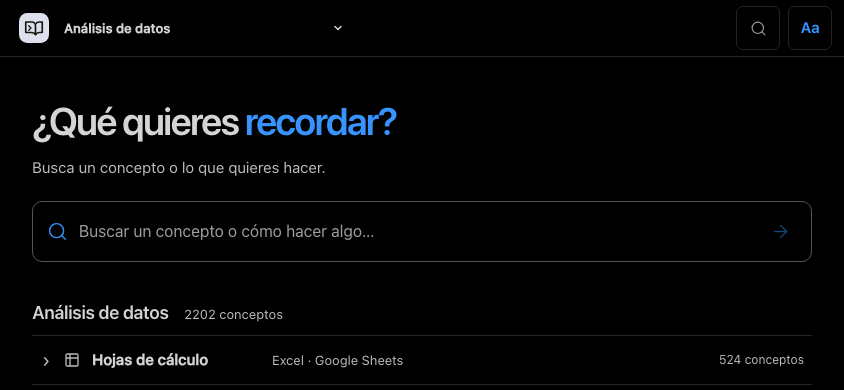 Análisis de datos
Aa
¿Qué quieres recordar?
Busca un concepto o lo que quieres hacer.
Buscar un concepto o cómo hacer algo...
Análisis de datos 2202 conceptos
Hojas de cálculo Excel · Google Sheets 524 conceptos